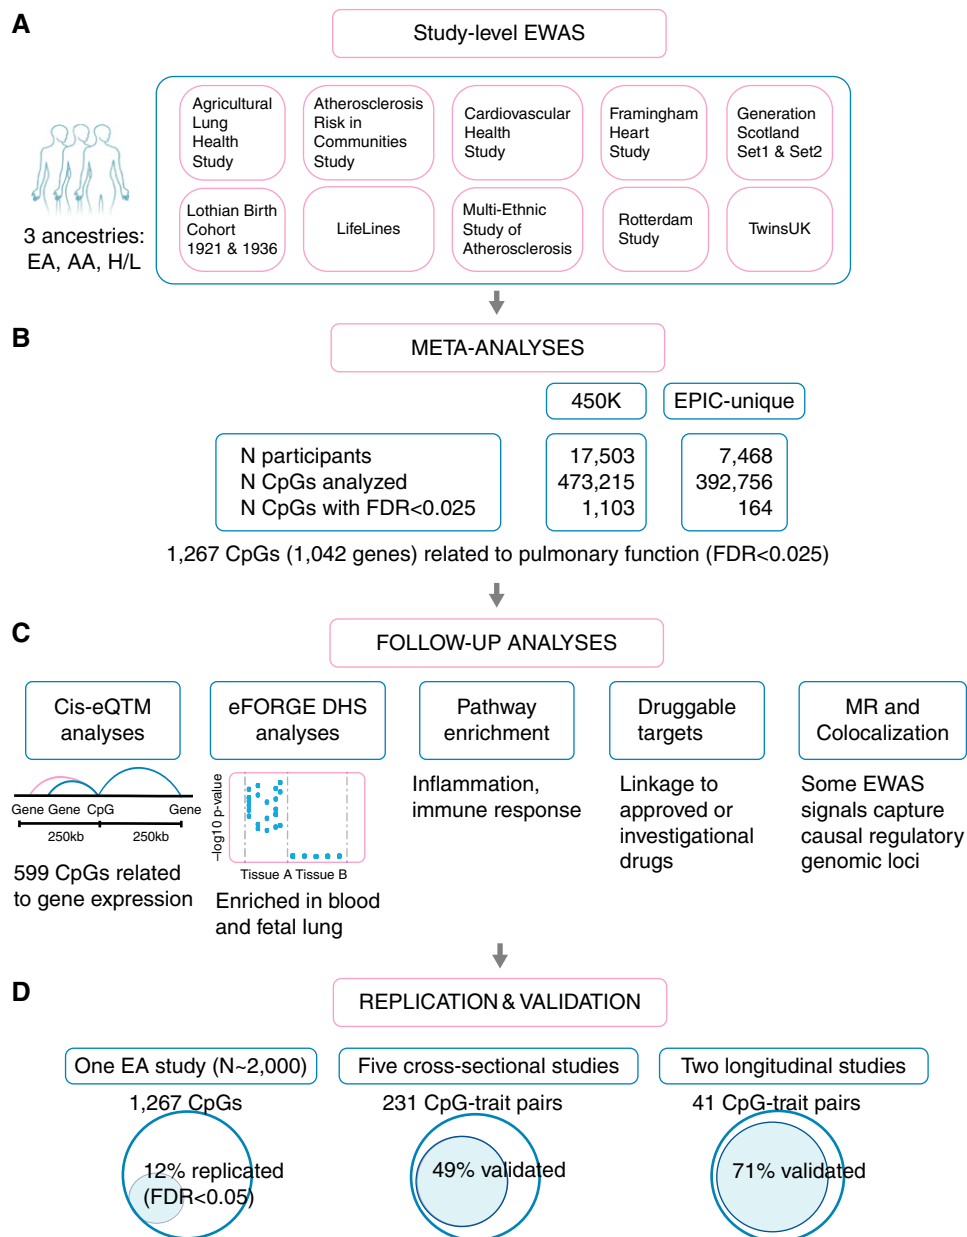 A
Study-level EWAS
Agricultural
Lung
Health
Study
Atherosclerosis
Risk in
Communities
Study
Cardiovascular
Health
Study
Framingham
Heart
Study
Generation
Scotland
Set1 & Set2
Lothian Birth
Cohort
1921 & 1936
LifeLines
Multi-Ethnic
Study of
Atherosclerosis
Rotterdam
Study
TwinsUK
3 ancestries:
EA, AA, H/L
B
META-ANALYSES
450K EPIC-unique
N participants 17,503 7,468
N CpGs analyzed 473,215 392,756
N CpGs with FDR<0.025 1,103 164
1,267 CpGs (1,042 genes) related to pulmonary function (FDR<0.025)
C
FOLLOW-UP ANALYSES
Cis-eQTM
analyses
Gene Gene CpG Gene
250kb 250kb
599 CpGs related
to gene expression
eFORGE DHS
analyses
–log10 p-value
Tissue A Tissue B
Enriched in blood
and fetal lung
Pathway
enrichment
Inflammation,
immune response
Druggable
targets
Linkage to
approved or
investigational
drugs
MR and
Colocalization
Some EWAS
signals capture
causal regulatory
genomic loci
D
REPLICATION & VALIDATION
One EA study (N~2,000)
1,267 CpGs
12% replicated
(FDR<0.05)
Five cross-sectional studies
231 CpG-trait pairs
49% validated
Two longitudinal studies
41 CpG-trait pairs
71% validated